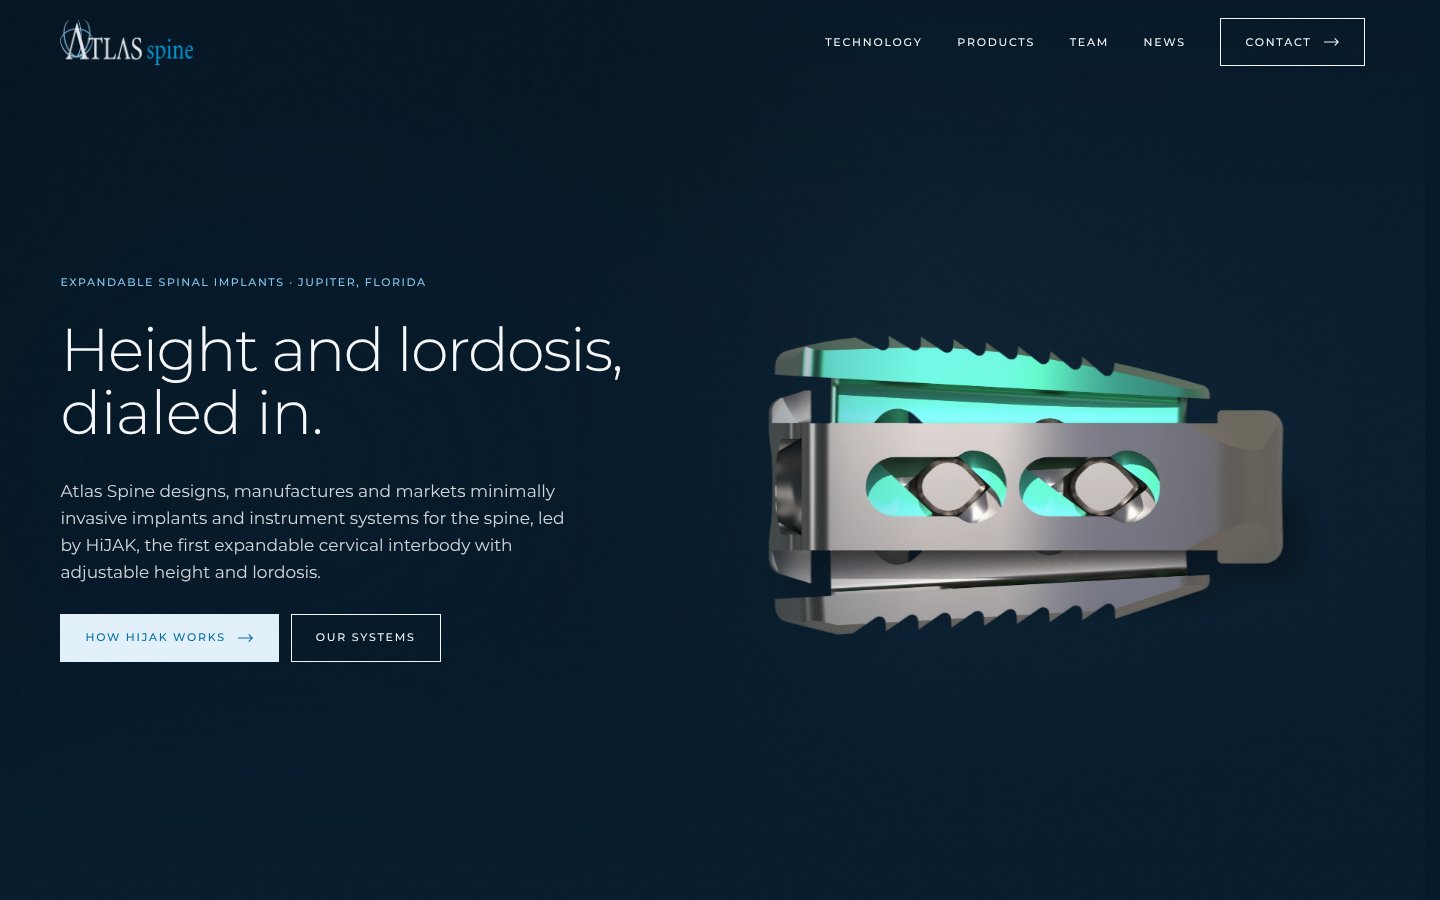 ATLAS spine
TECHNOLOGY
PRODUCTS
TEAM
NEWS
CONTACT
EXPANDABLE SPINAL IMPLANTS · JUPITER, FLORIDA
Height and lordosis,
dialed in.
Atlas Spine designs, manufactures and markets minimally
invasive implants and instrument systems for the spine, led
by HiJAK, the first expandable cervical interbody with
adjustable height and lordosis.
HOW HIJAK WORKS
OUR SYSTEMS